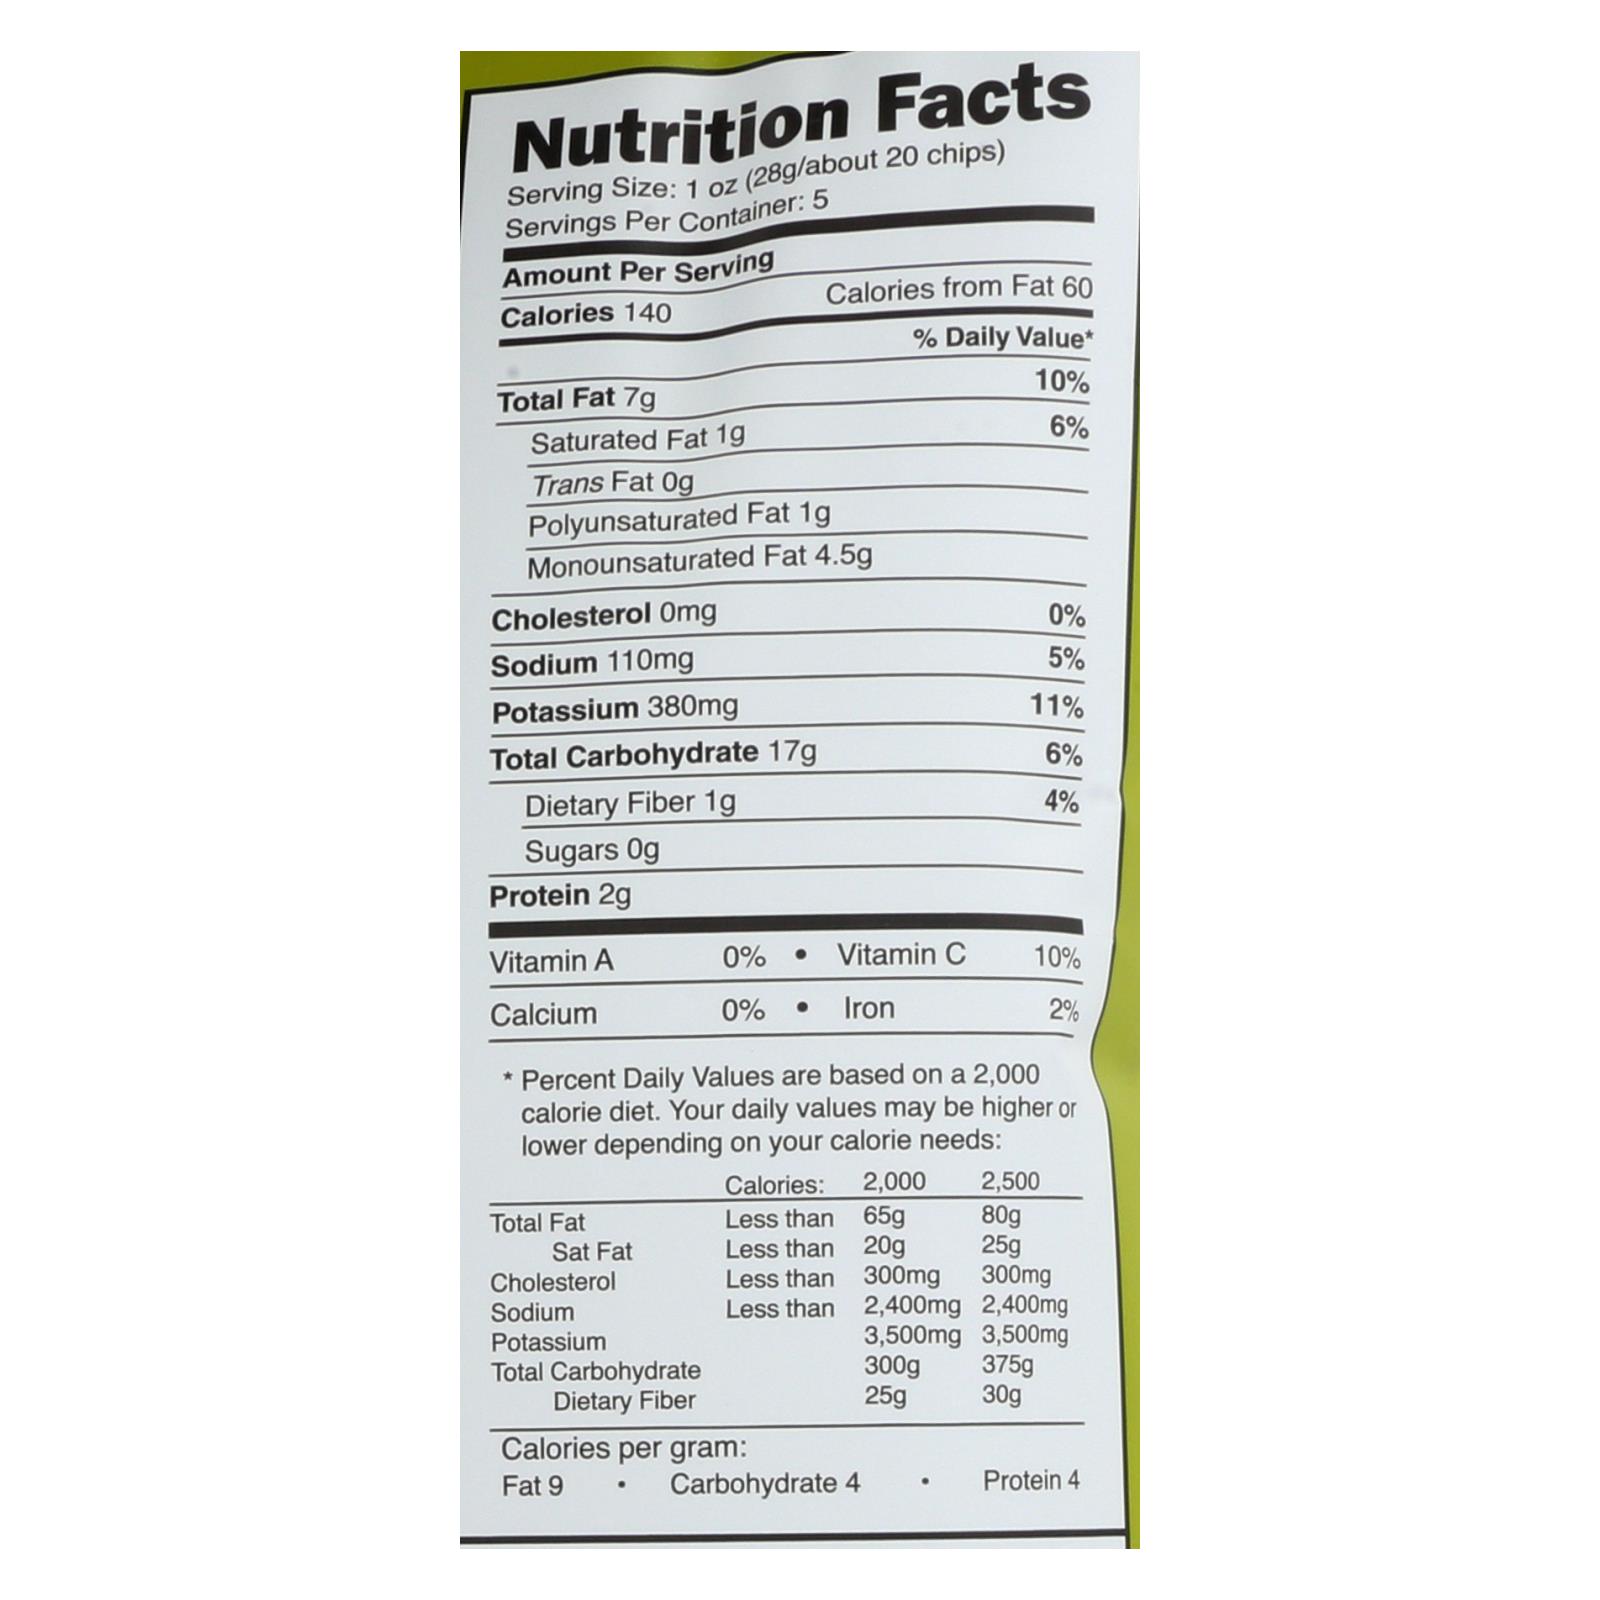 Nutrition Facts
Serving Size: 1 oz (28g/about 20 chips)
Servings Per Container: 5
Amount Per Serving
Calories 140 Calories from Fat 60
% Daily Value*
Total Fat 7g 10%
Saturated Fat 1g 6%
Trans Fat 0g
Polyunsaturated Fat 1g
Monounsaturated Fat 4.5g
Cholesterol 0mg 0%
Sodium 110mg 5%
Potassium 380mg 11%
Total Carbohydrate 17g 6%
Dietary Fiber 1g 4%
Sugars 0g
Protein 2g
Vitamin A 0% • Vitamin C 10%
Calcium 0% • Iron 2%
* Percent Daily Values are based on a 2,000
calorie diet. Your daily values may be higher or
lower depending on your calorie needs:
Calories: 2,000 2,500
Total Fat Less than 65g 80g
Sat Fat Less than 20g 25g
Cholesterol Less than 300mg 300mg
Sodium Less than 2,400mg 2,400mg
Potassium 3,500mg 3,500mg
Total Carbohydrate 300g 375g
Dietary Fiber 25g 30g
Calories per gram:
Fat 9 • Carbohydrate 4 • Protein 4